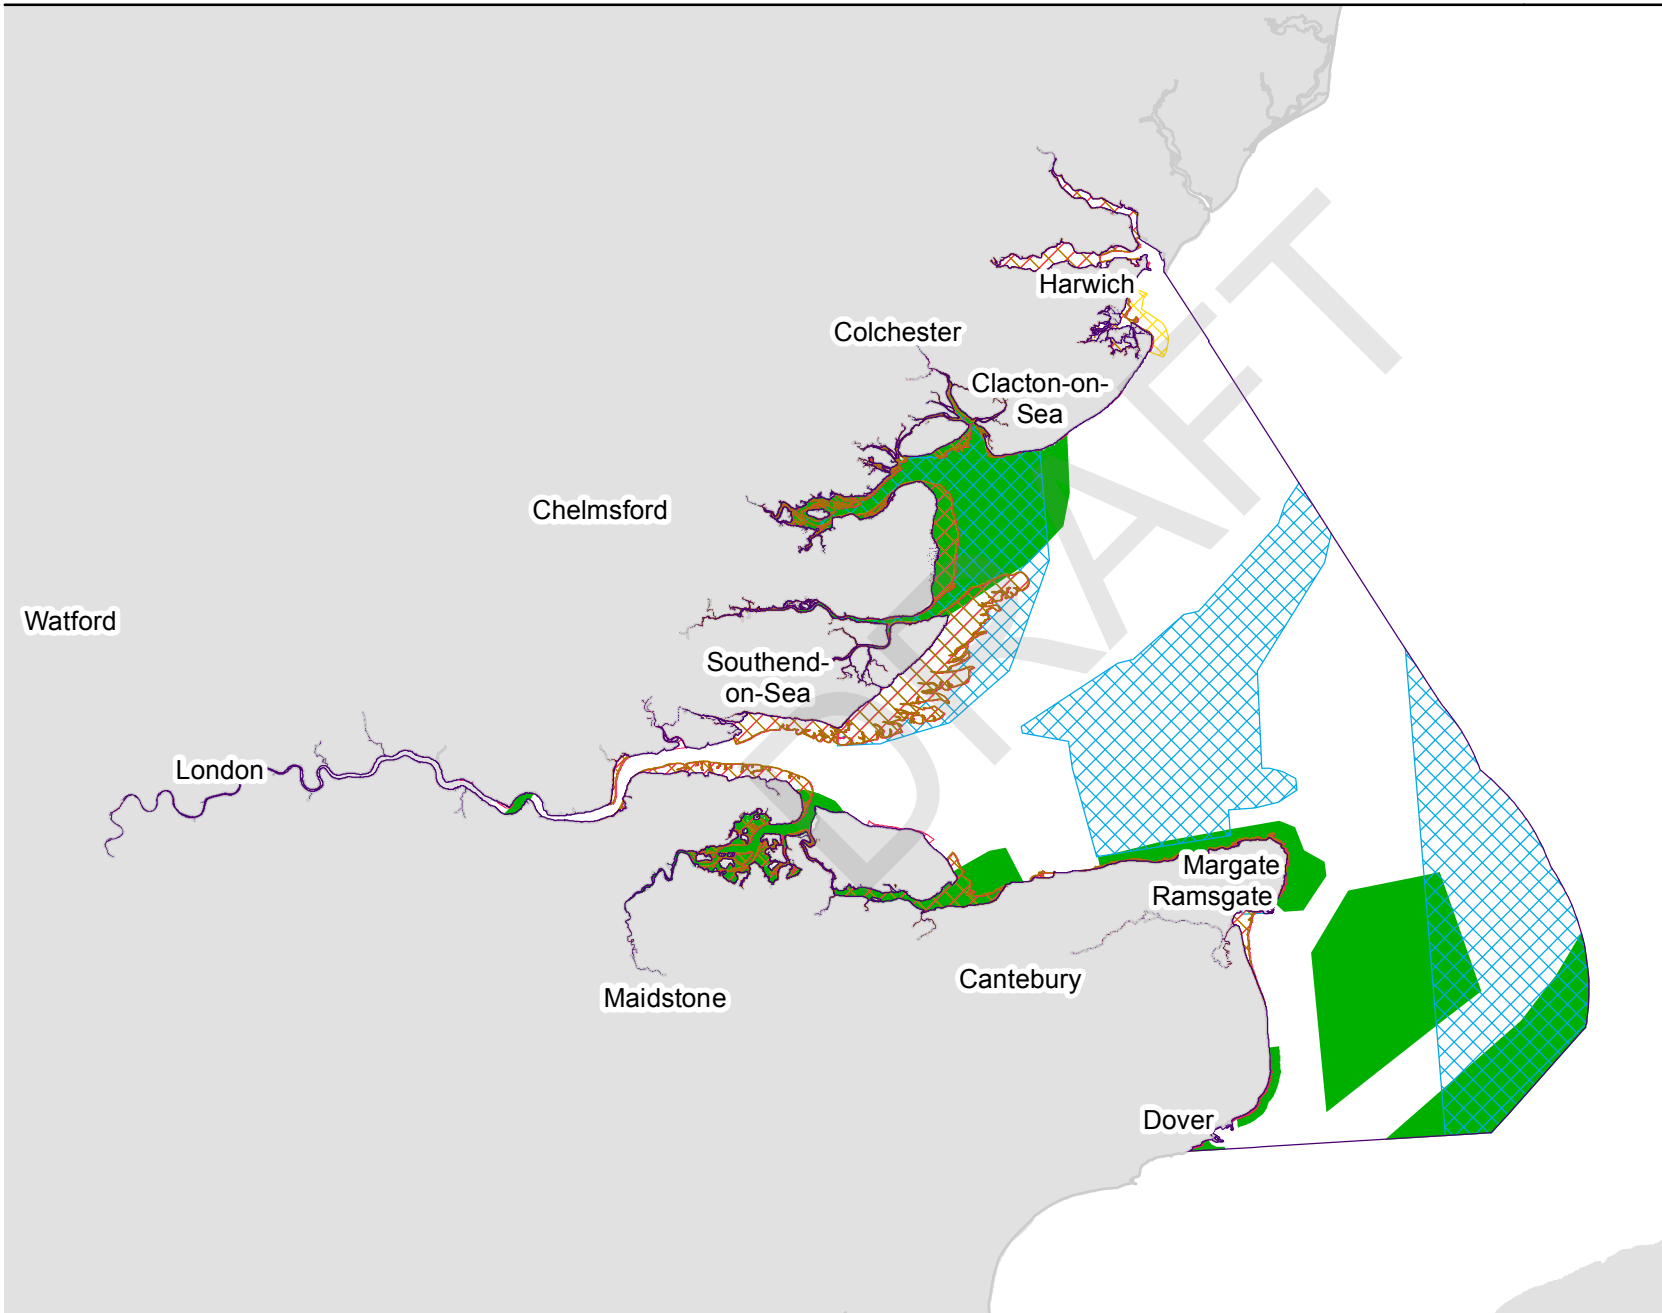 Harwich
Colchester
Clacton-on-
Sea
Chelmsford
Watford
Southend-
on-Sea
London
Margate
Ramsgate
Cantebury
Maidstone
Dover
DRAFT